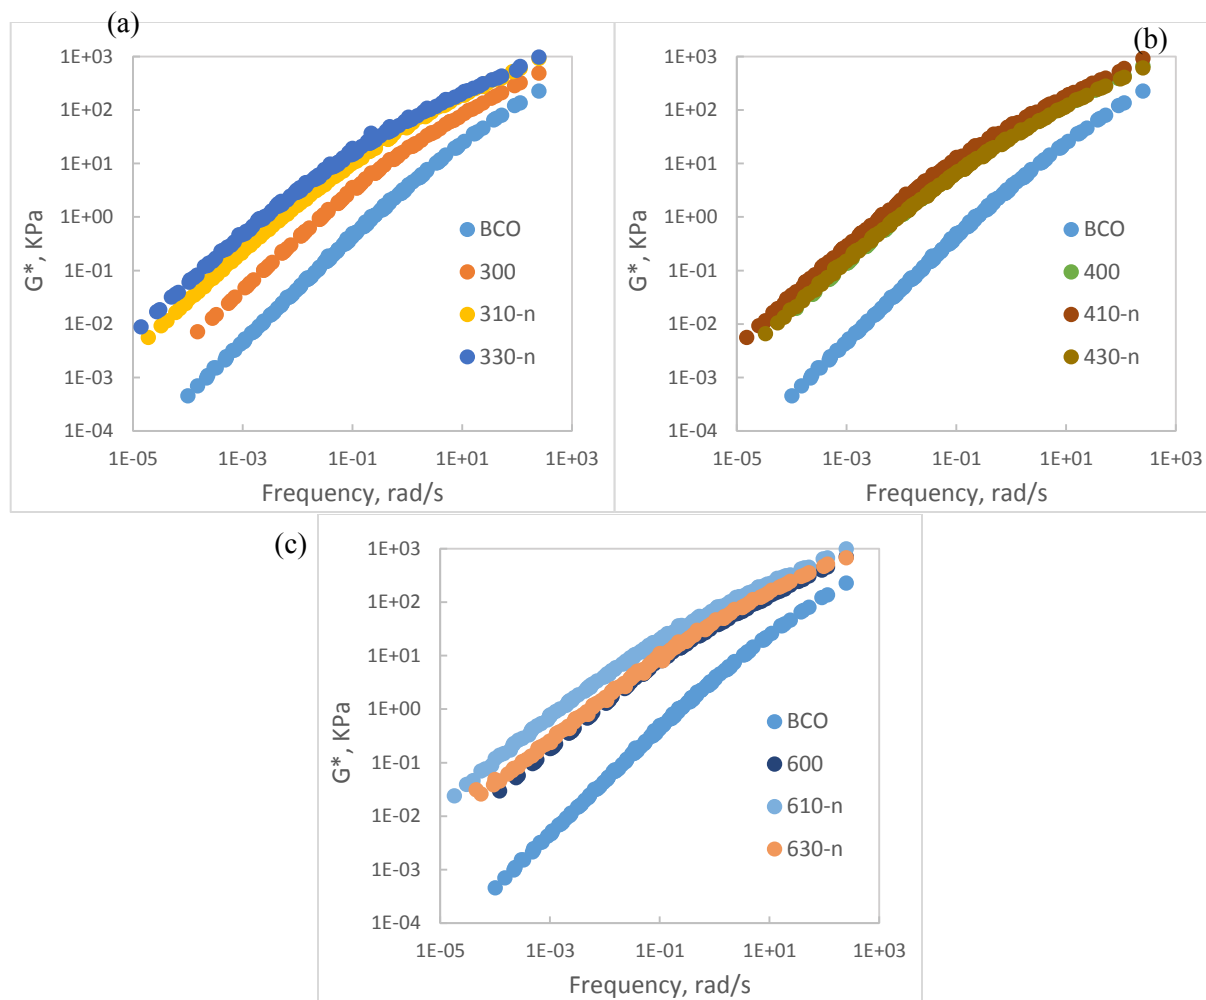 (a)
1E+03
1E+02
1E+01
1E+00
1E-01
1E-02
1E-03
1E-04
G*, KPa
BCO
300
310-n
330-n
1E-05 1E-03 1E-01 1E+01 1E+03
Frequency, rad/s
(b)
1E+03
1E+02
1E+01
1E+00
1E-01
1E-02
1E-03
1E-04
G*, KPa
BCO
400
410-n
430-n
1E-05 1E-03 1E-01 1E+01 1E+03
Frequency, rad/s
(c)
1E+03
1E+02
1E+01
1E+00
1E-01
1E-02
1E-03
1E-04
G*, KPa
BCO
600
610-n
630-n
1E-05 1E-03 1E-01 1E+01 1E+03
Frequency, rad/s